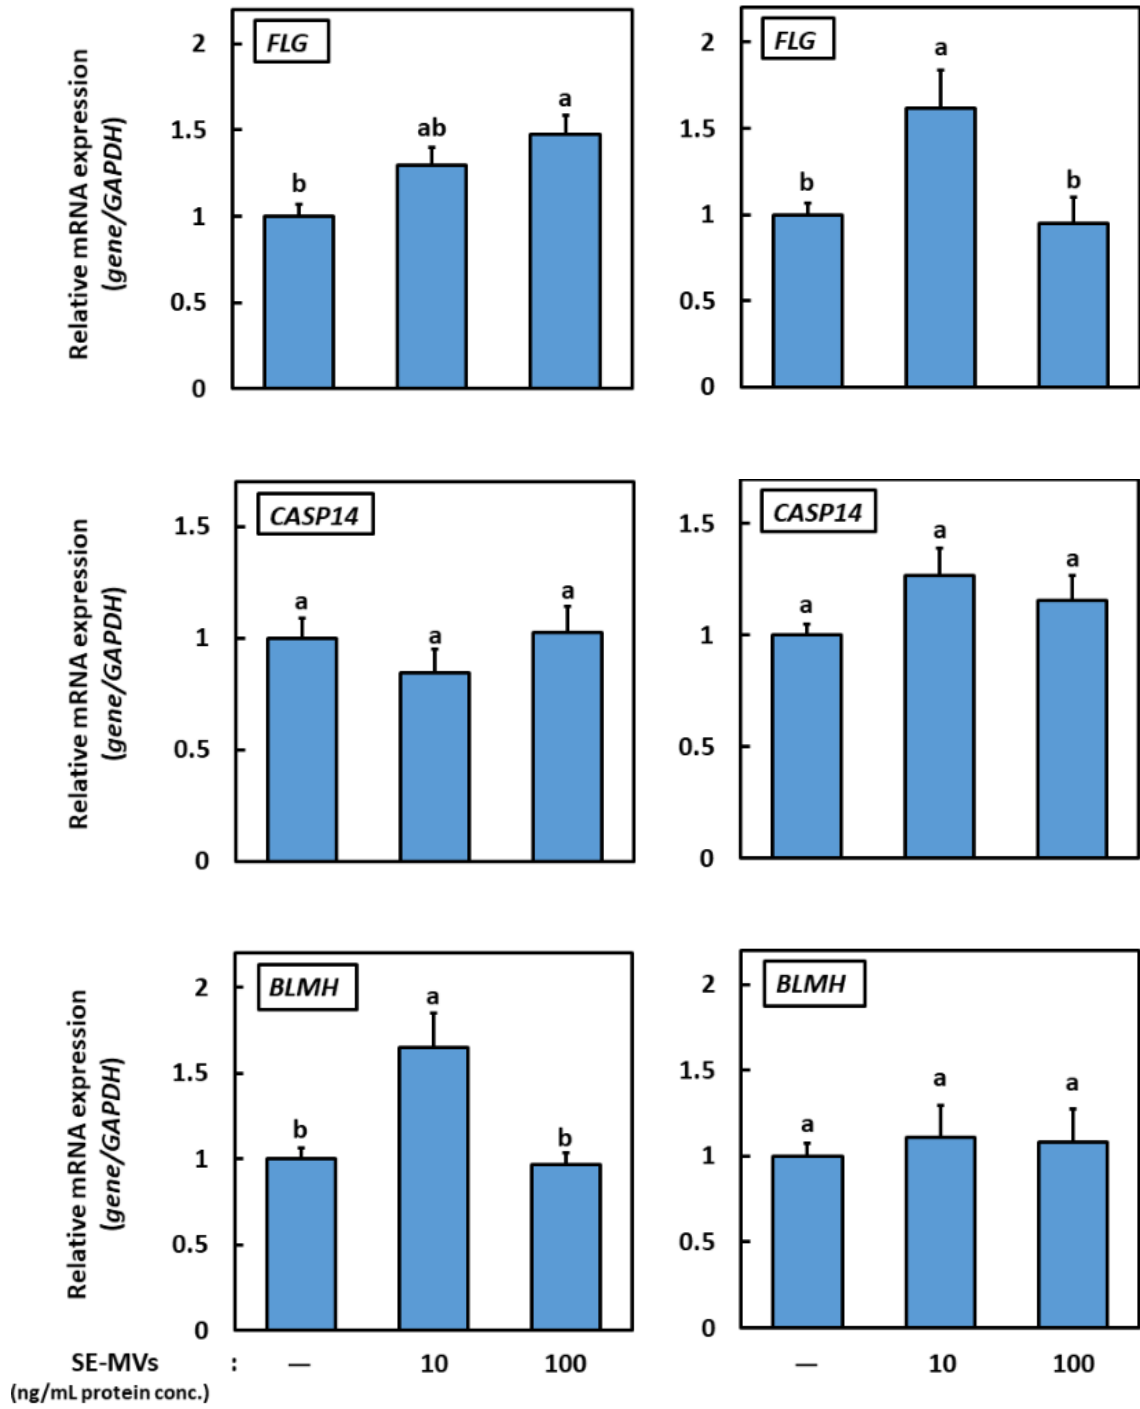 Relative mRNA expression
(gene/GAPDH)
FLG
2
1.5
1
0.5
0
b
ab
a
FLG
2
1.5
1
0.5
0
b
a
b
Relative mRNA expression
(gene/GAPDH)
CASP14
1.5
1
0.5
0
a
a
a
CASP14
1.5
1
0.5
0
a
a
a
Relative mRNA expression
(gene/GAPDH)
BLMH
2
1.5
1
0.5
0
b
a
b
BLMH
2
1.5
1
0.5
0
a
a
a
SE-MVs : — 10 100 — 10 100
(ng/mL protein conc.)